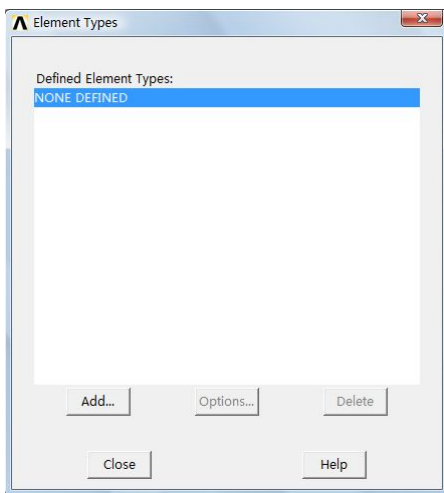 Element Types
Defined Element Types:
NONE DEFINED
Add... Options... Delete
Close Help